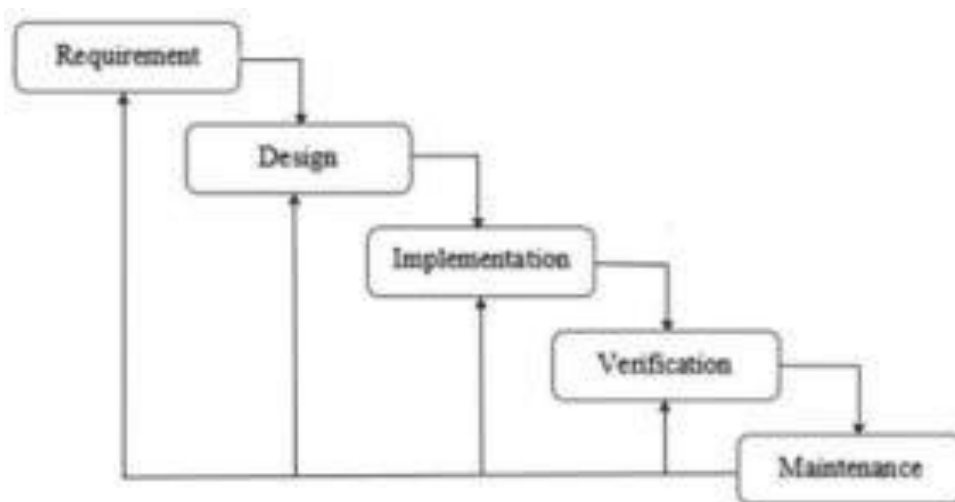 Requirement
Design
Implementation
Verification
Maintenance